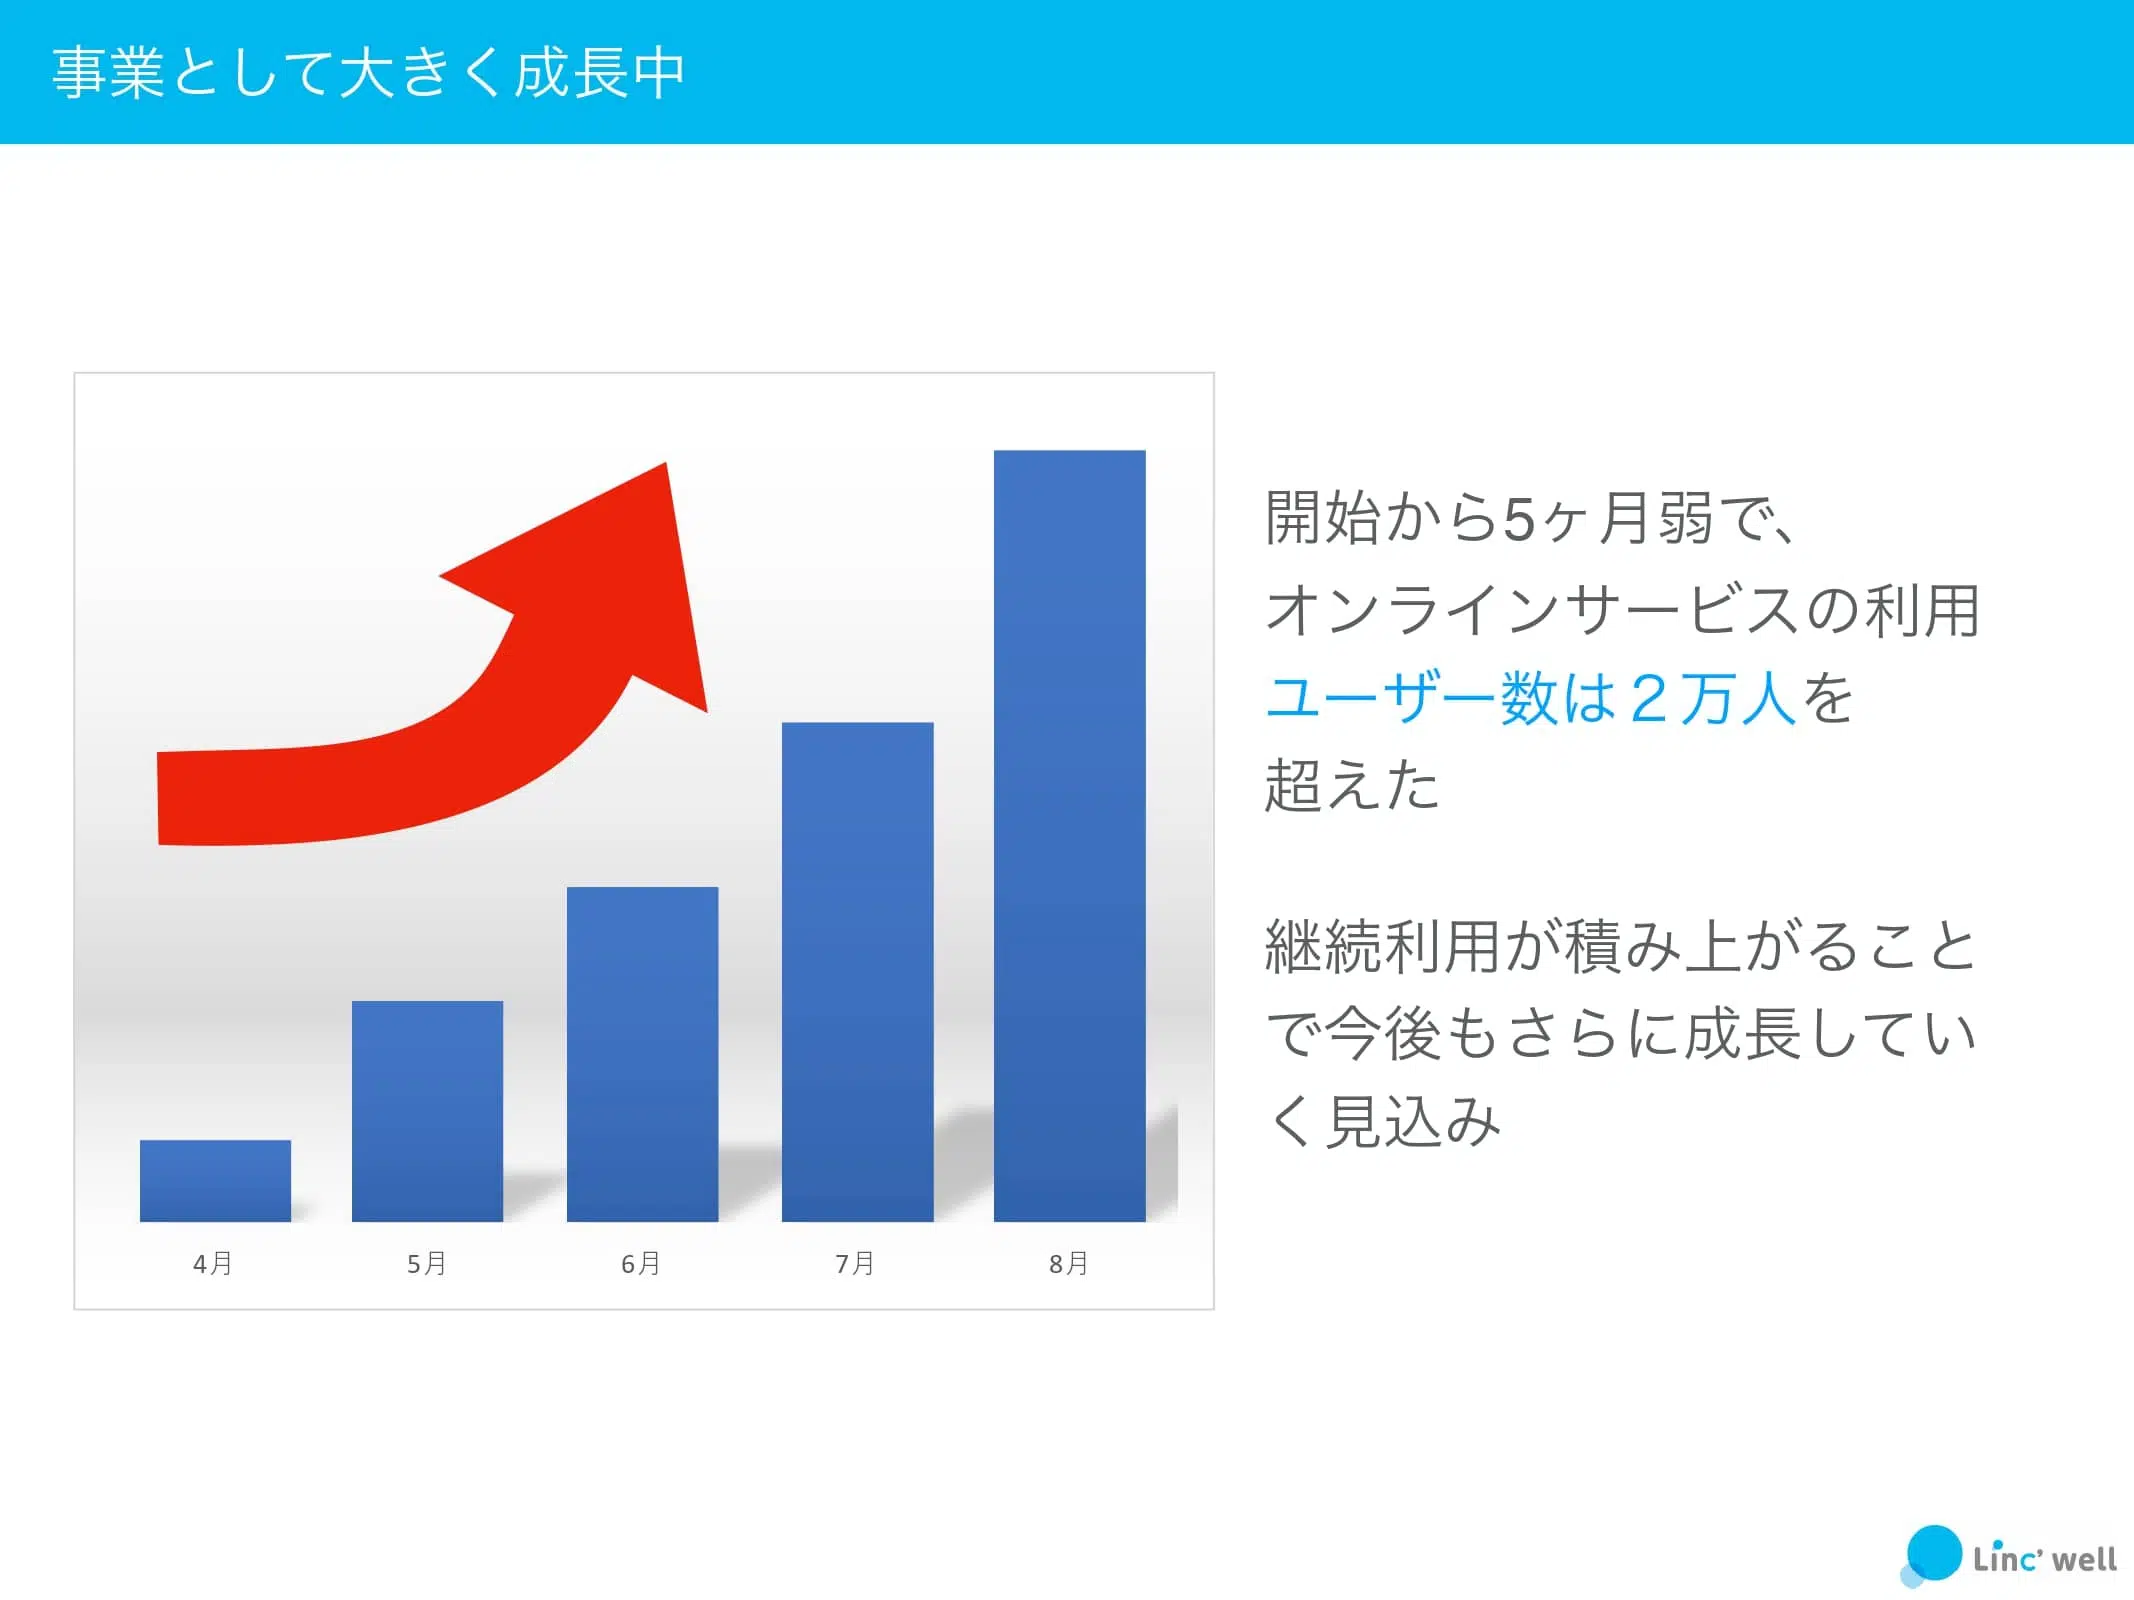 事業として大きく成長中
4月
5月
6月
7月
8月
開始から5ヶ月弱で、
オンラインサービスの利用
ユーザー数は２万人を
超えた
継続利用が積み上がること
で今後もさらに成長してい
く見込み
Linc' well